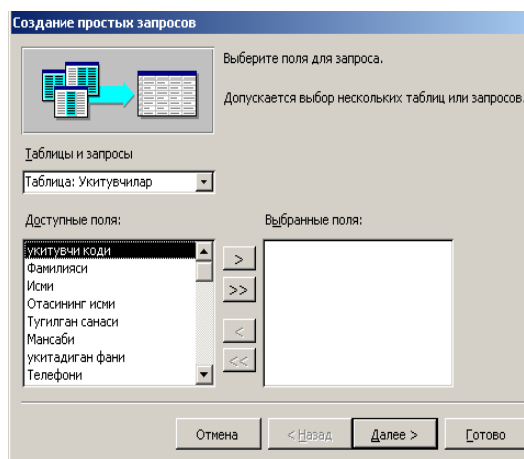 Создание простых запросов
Выберите поля для запроса.
Допускается выбор нескольких таблиц или запросов.
Таблицы и запросы
Таблица: Укитувчилар
Доступные поля:
Выбранные поля:
укитувчи коди
Фамилияси
Исми
Отасининг исми
Тугилган санаси
Мансаби
укитадиган фани
Телефони
>
>>
<
<<
Отмена
< Назад
Далее >
Готово